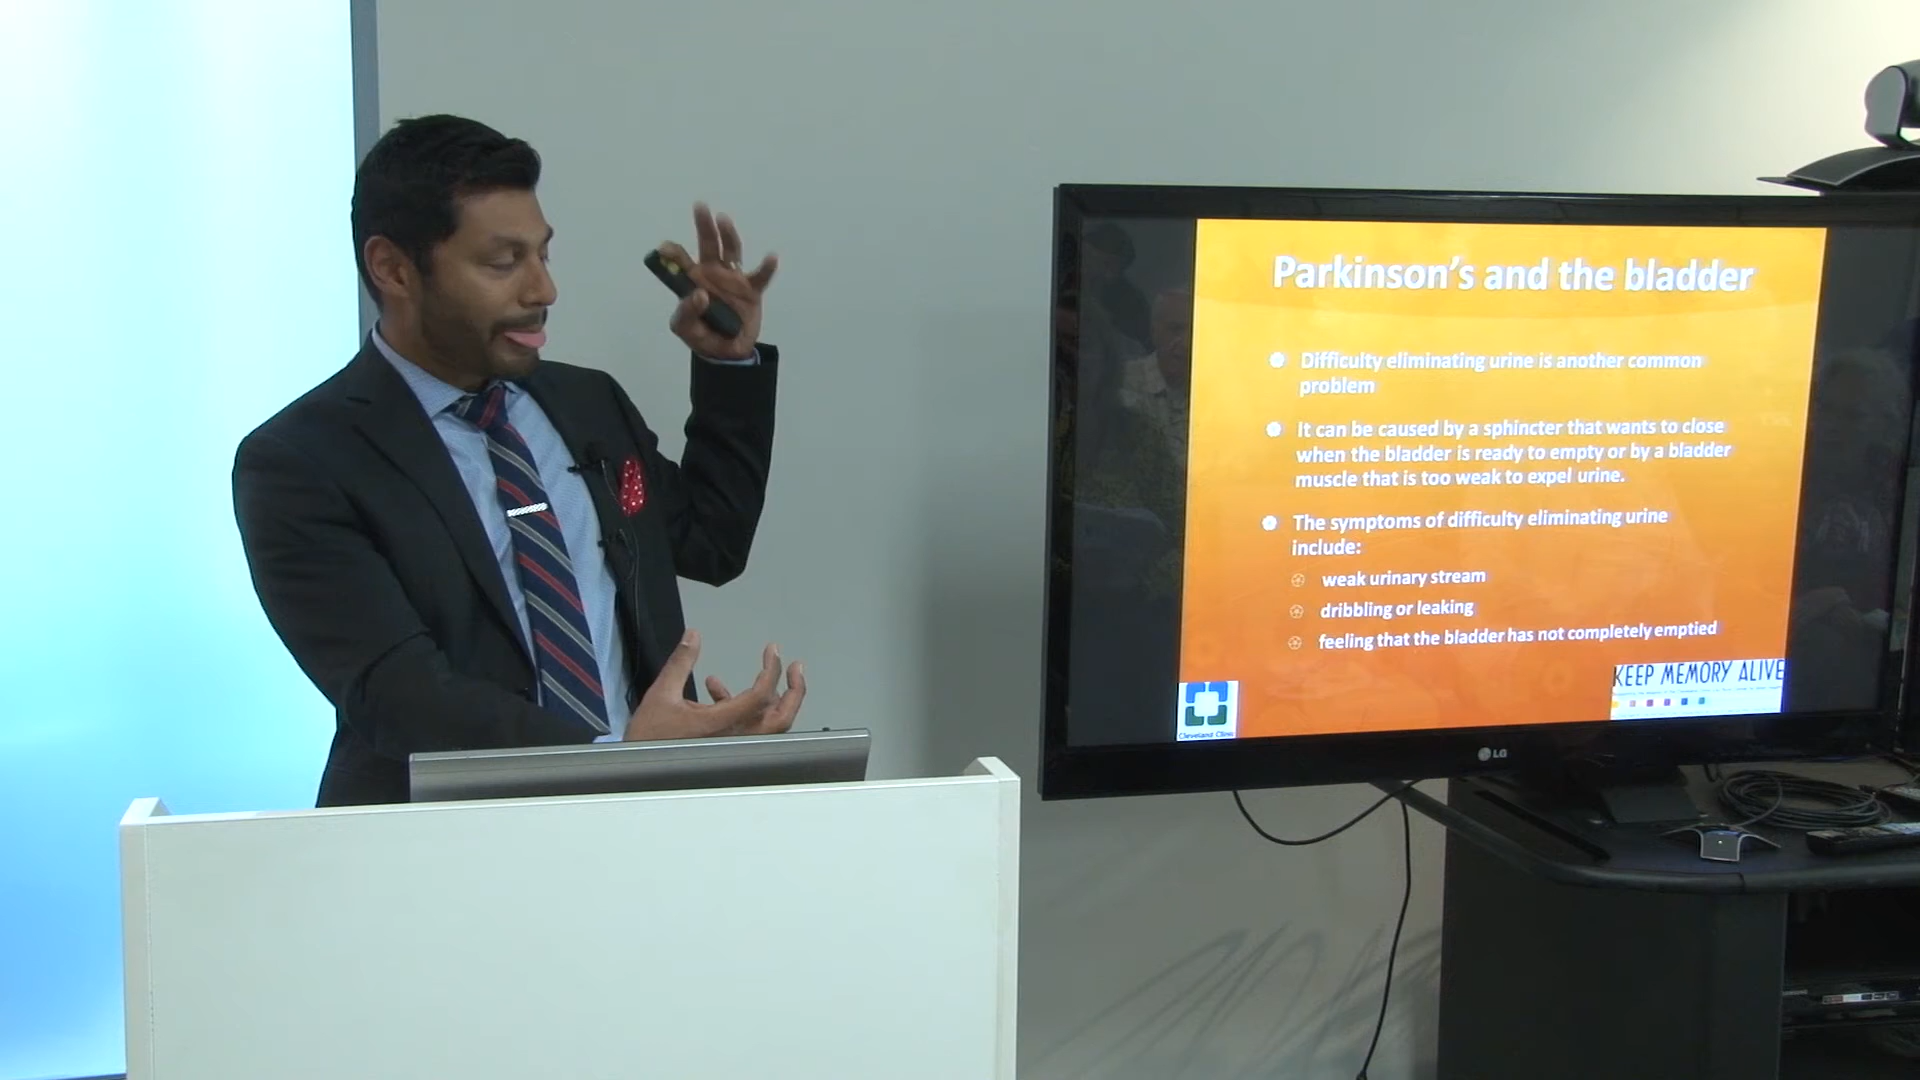 Parkinson's and the bladder
Difficulty eliminating urine is another common
problem
It can be caused by a sphincter that wants to close
when the bladder is ready to empty or by a bladder
muscle that is too weak to expel urine.
The symptoms of difficulty eliminating urine
include:
weak urinary stream
dribbling or leaking
feeling that the bladder has not completely emptied
KEEP MEMORY ALIVE
Cleveland Clinic
LG